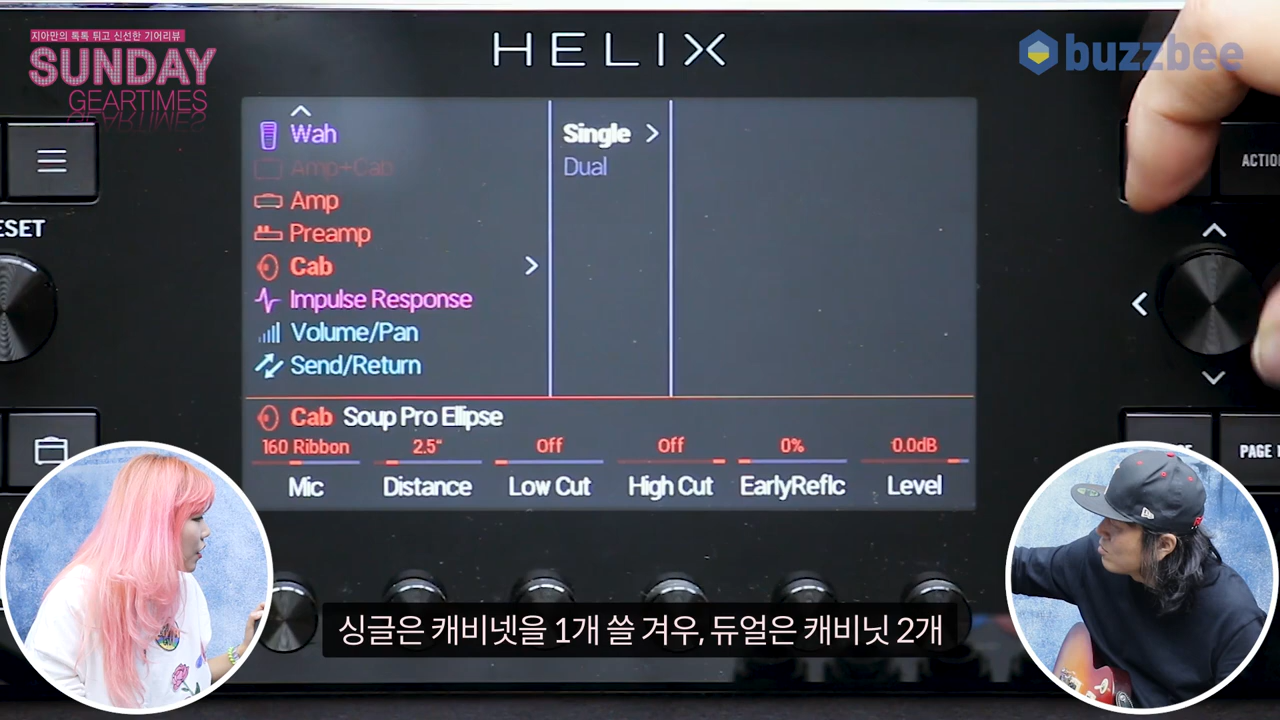 지아만의 톡톡 튀고 신선한 기어리뷰
SUNDAY
GEARTIMES
HELIX
buzzbee
Wah
Amp+Cab
Amp
Preamp
Cab
Impulse Response
Volume/Pan
Send/Return
Single
Dual
ESET
ACTIO
PAGE
Cab Soup Pro Ellipse
160 Ribbon 2.5" Off Off 0% 0.0dB
Mic Distance Low Cut High Cut EarlyReflc Level
싱글은 캐비넷을 1개 쓸 겨우, 듀얼은 캐비닛 2개